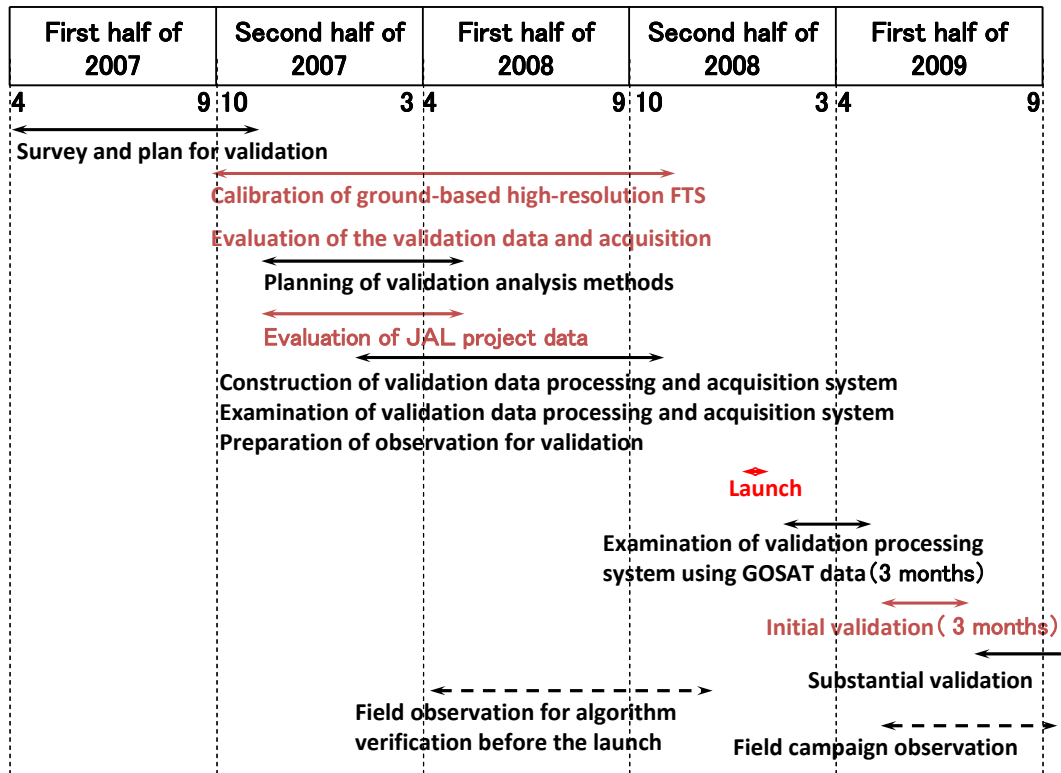 First half of
2007
Second half of
2007
First half of
2008
Second half of
2008
First half of
2009
4 9 10 3 4 9 10 3 4 9
Survey and plan for validation
Calibration of ground-based high-resolution FTS
Evaluation of the validation data and acquisition
Planning of validation analysis methods
Evaluation of JAL project data
Construction of validation data processing and acquisition system
Examination of validation data processing and acquisition system
Preparation of observation for validation
Launch
Examination of validation processing
system using GOSAT data(3 months)
Initial validation( 3 months)
Substantial validation
Field observation for algorithm
verification before the launch
Field campaign observation